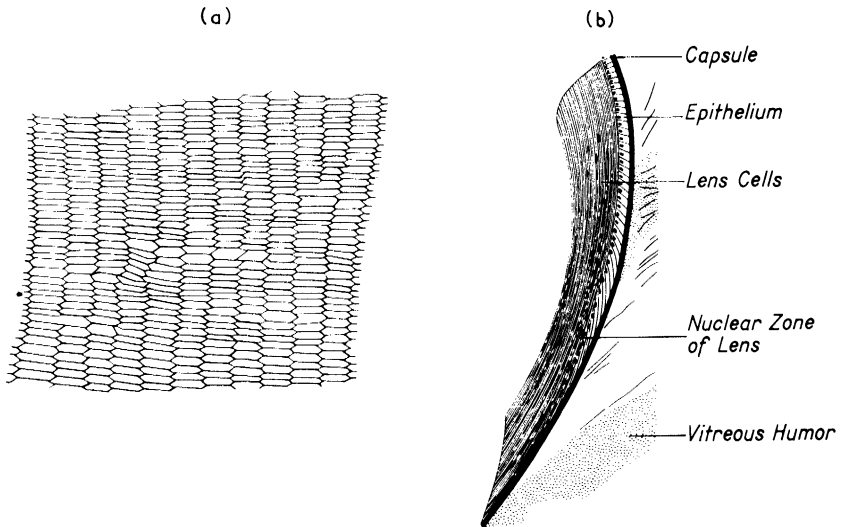 (a)
(b)
Capsule
Epithelium
Lens Cells
Nuclear Zone
of Lens
Vitreous Humor